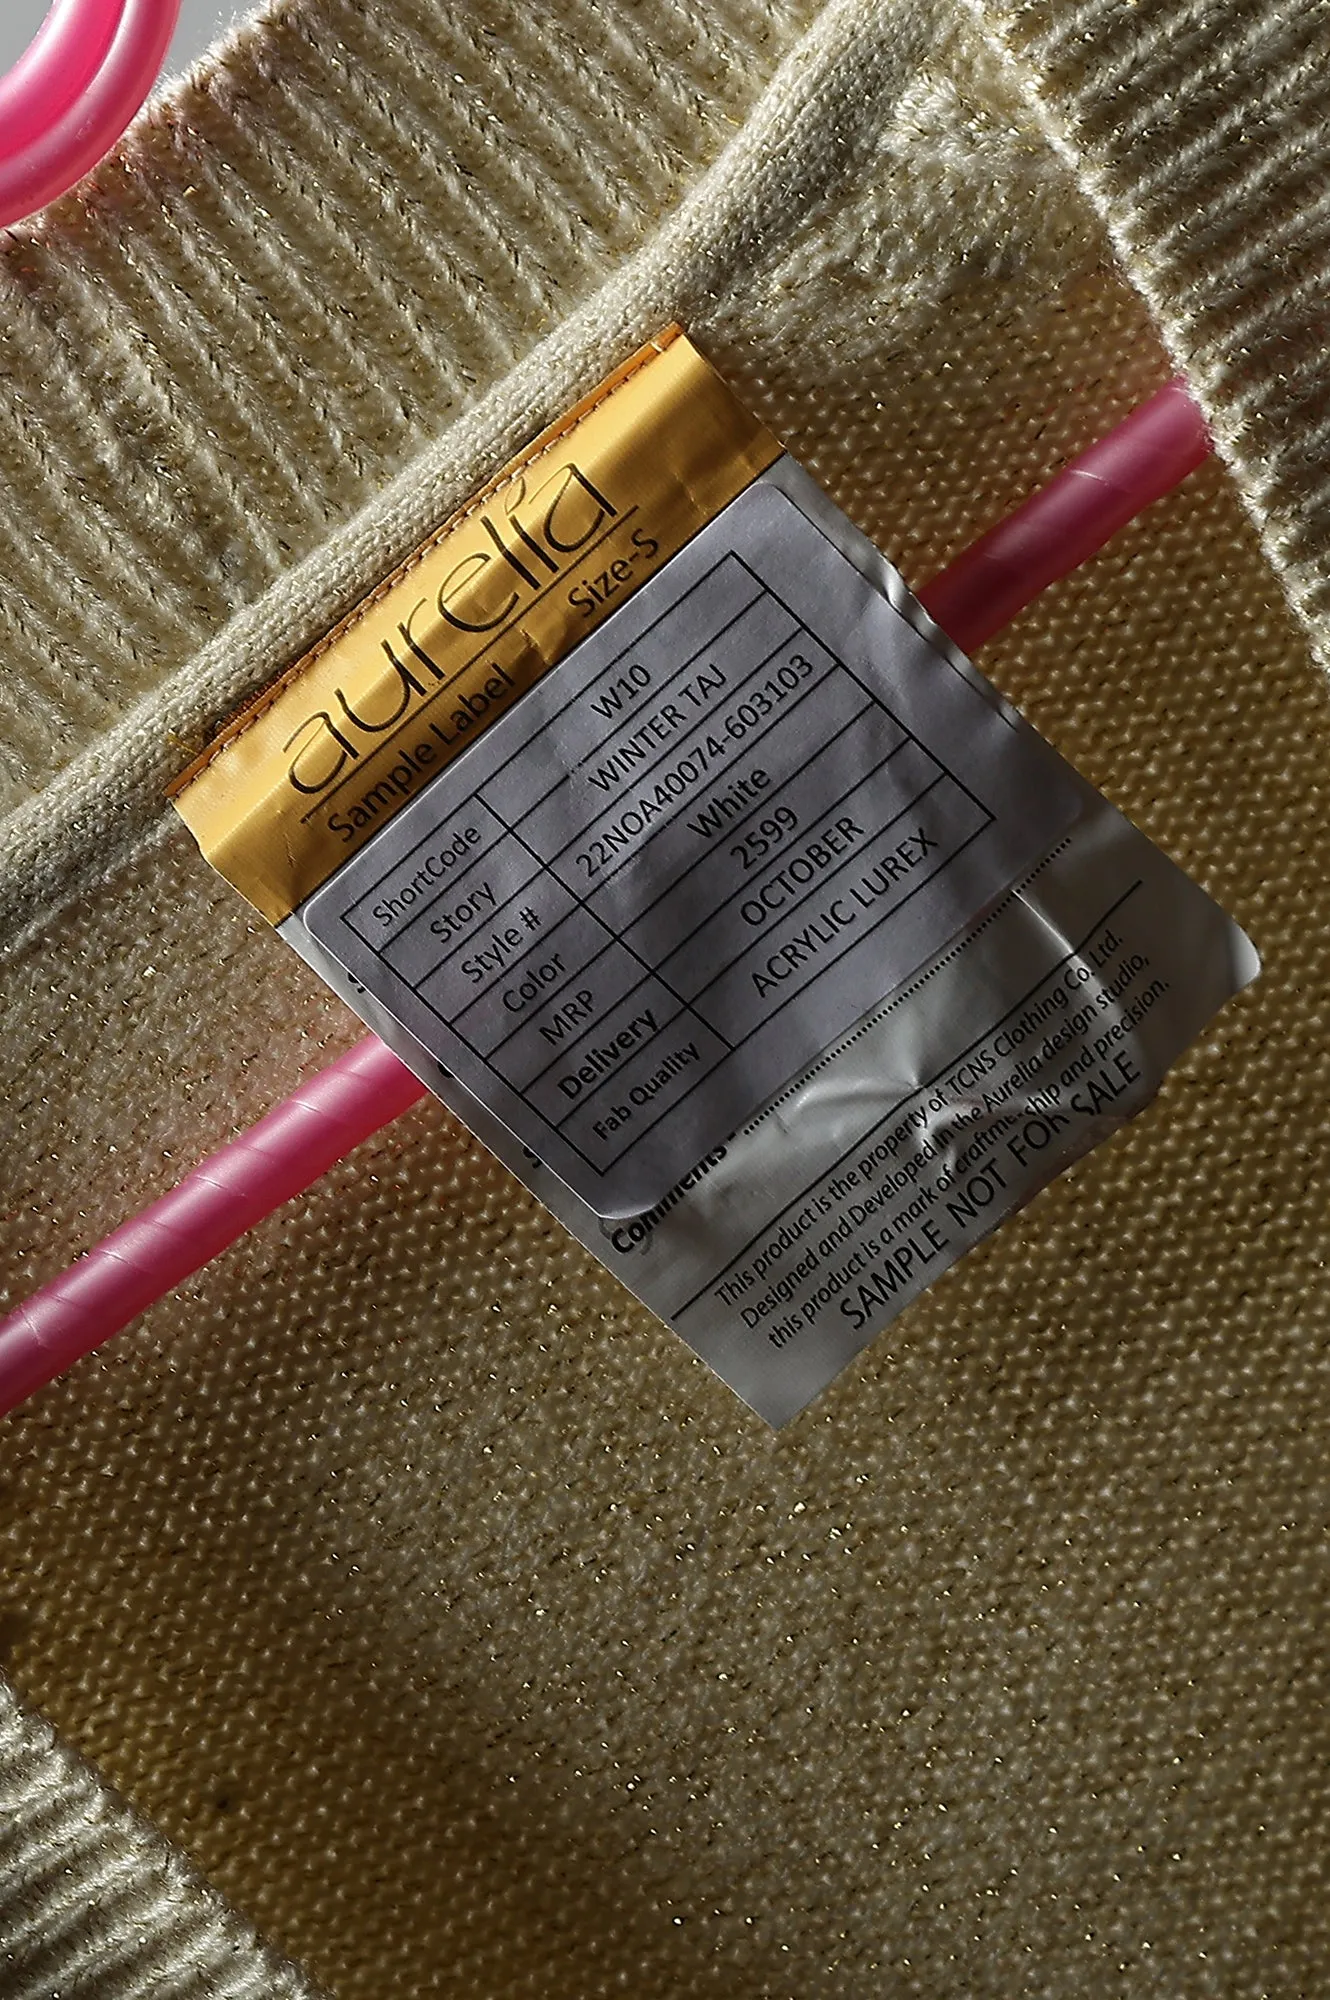 aurelia
Sample Label Size-S
ShortCode W10
Story WINTER TAJ
Style # 22NOA40074-603103
Color White
MRP 2599
Delivery OCTOBER
Fab Quality ACRYLIC LUREX
Comments -
This product is the property of TCNS Clothing Co. Ltd.
Designed and Developed in the Aurella design studio,
this product is a mark of craftmenship and precision.
SAMPLE NOT FOR SALE